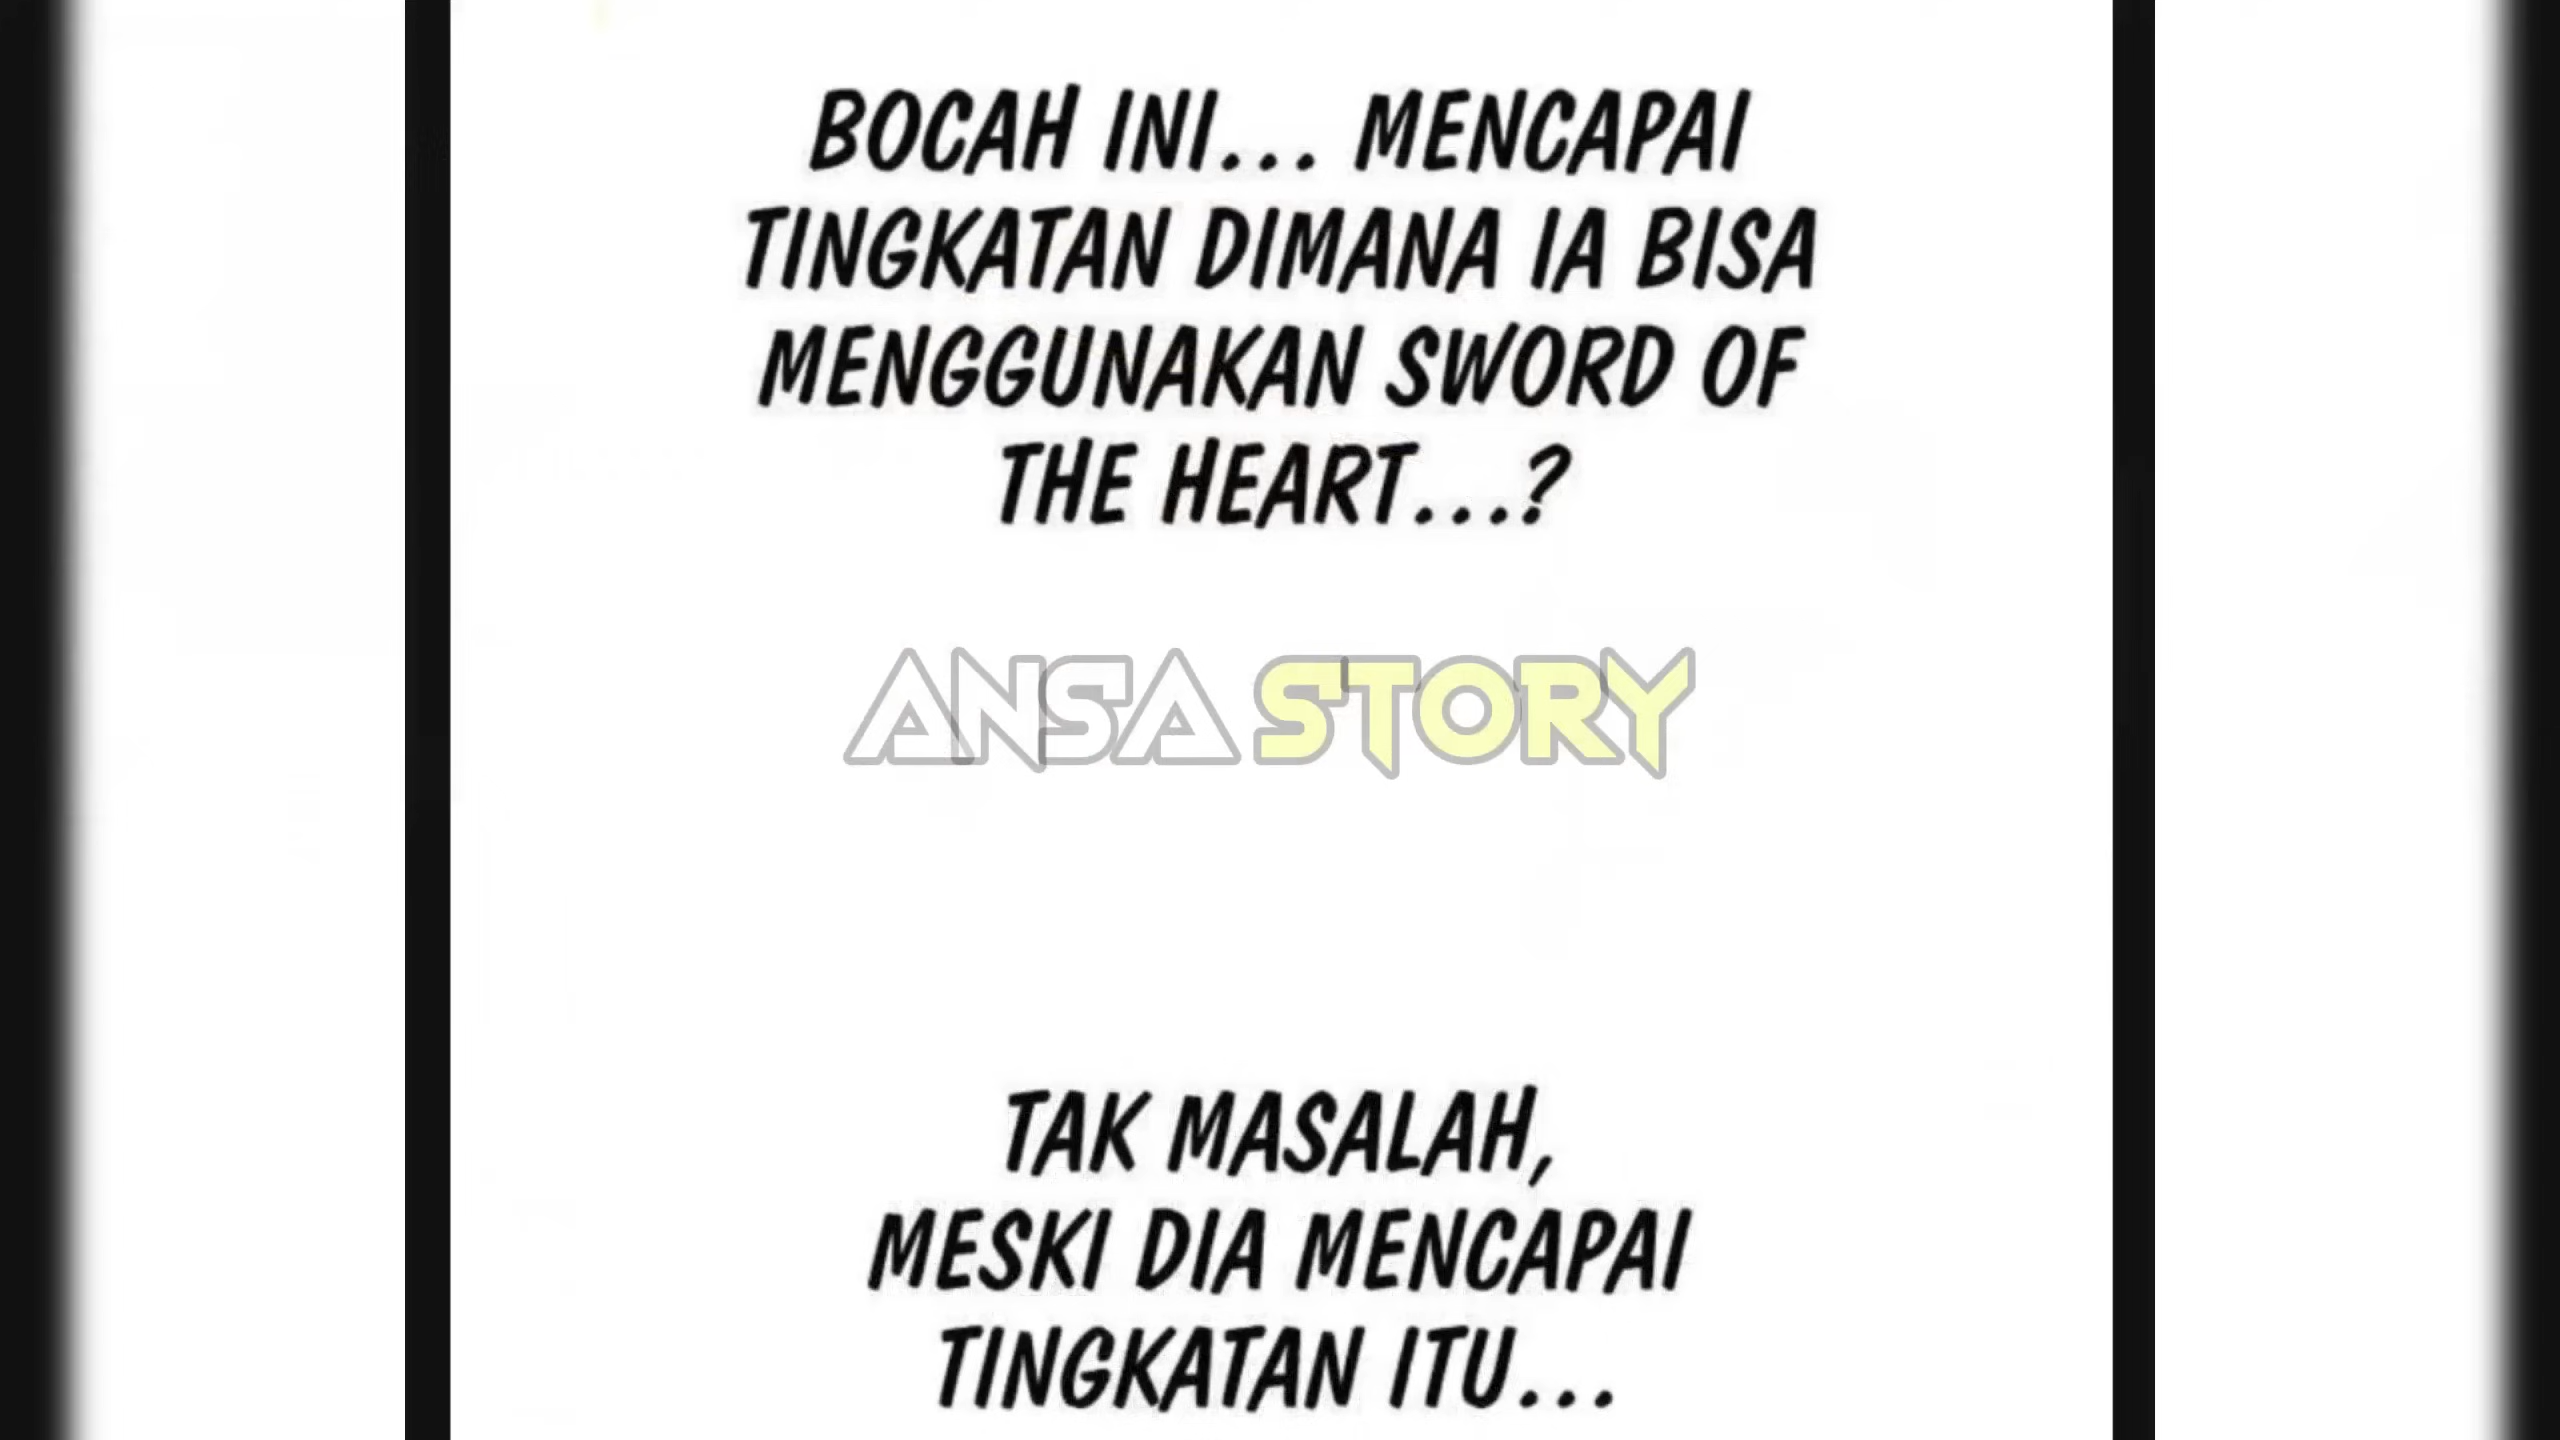 BOCAH INI... MENCAPAI
TINGKATAN DIMANA IA BISA
MENGGUNAKAN SWORD OF
THE HEART...?
ANSA STORY
TAK MASALAH,
MESKI DIA MENCAPAI
TINGKATAN ITU...